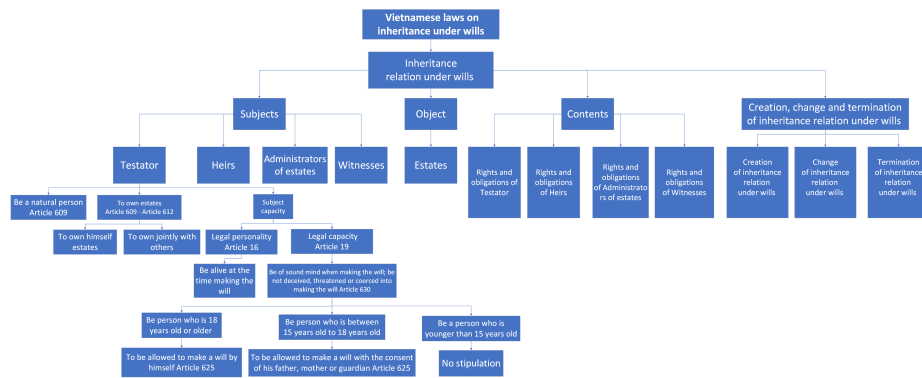 Vietnamese laws on
inheritance under wills
Inheritance
relation under wills
Subjects
Object
Contents
Creation, change and termination
of inheritance relation under wills
Testator
Heirs
Administrators
of estates
Witnesses
Estates
Rights and
obligations of
Testator
Rights and
obligations
of Heirs
Rights and
obligations
of Administrato
rs of estates
Rights and
obligations of
Witnesses
Creation
of inheritance
relation
under wills
Change
of inheritance
relation
under wills
Termination
of inheritance
relation
under wills
Be a natural person
Article 609
To own estates
Article 609 - Article 612
Subject
capacity
To own himself
estates
To own jointly with
others
Legal personality
Article 16
Legal capacity
Article 19
Be alive at the
time making the
will
Be of sound mind when making the will; be
not deceived, threatened or coerced into
making the will Article 630
Be person who is 18
years old or older
Be person who is between
15 years old to 18 years old
Be a person who is
younger than 15 years old
To be allowed to make a will by
himself Article 625
To be allowed to make a will with the consent
of his father, mother or guardian Article 625
No stipulation